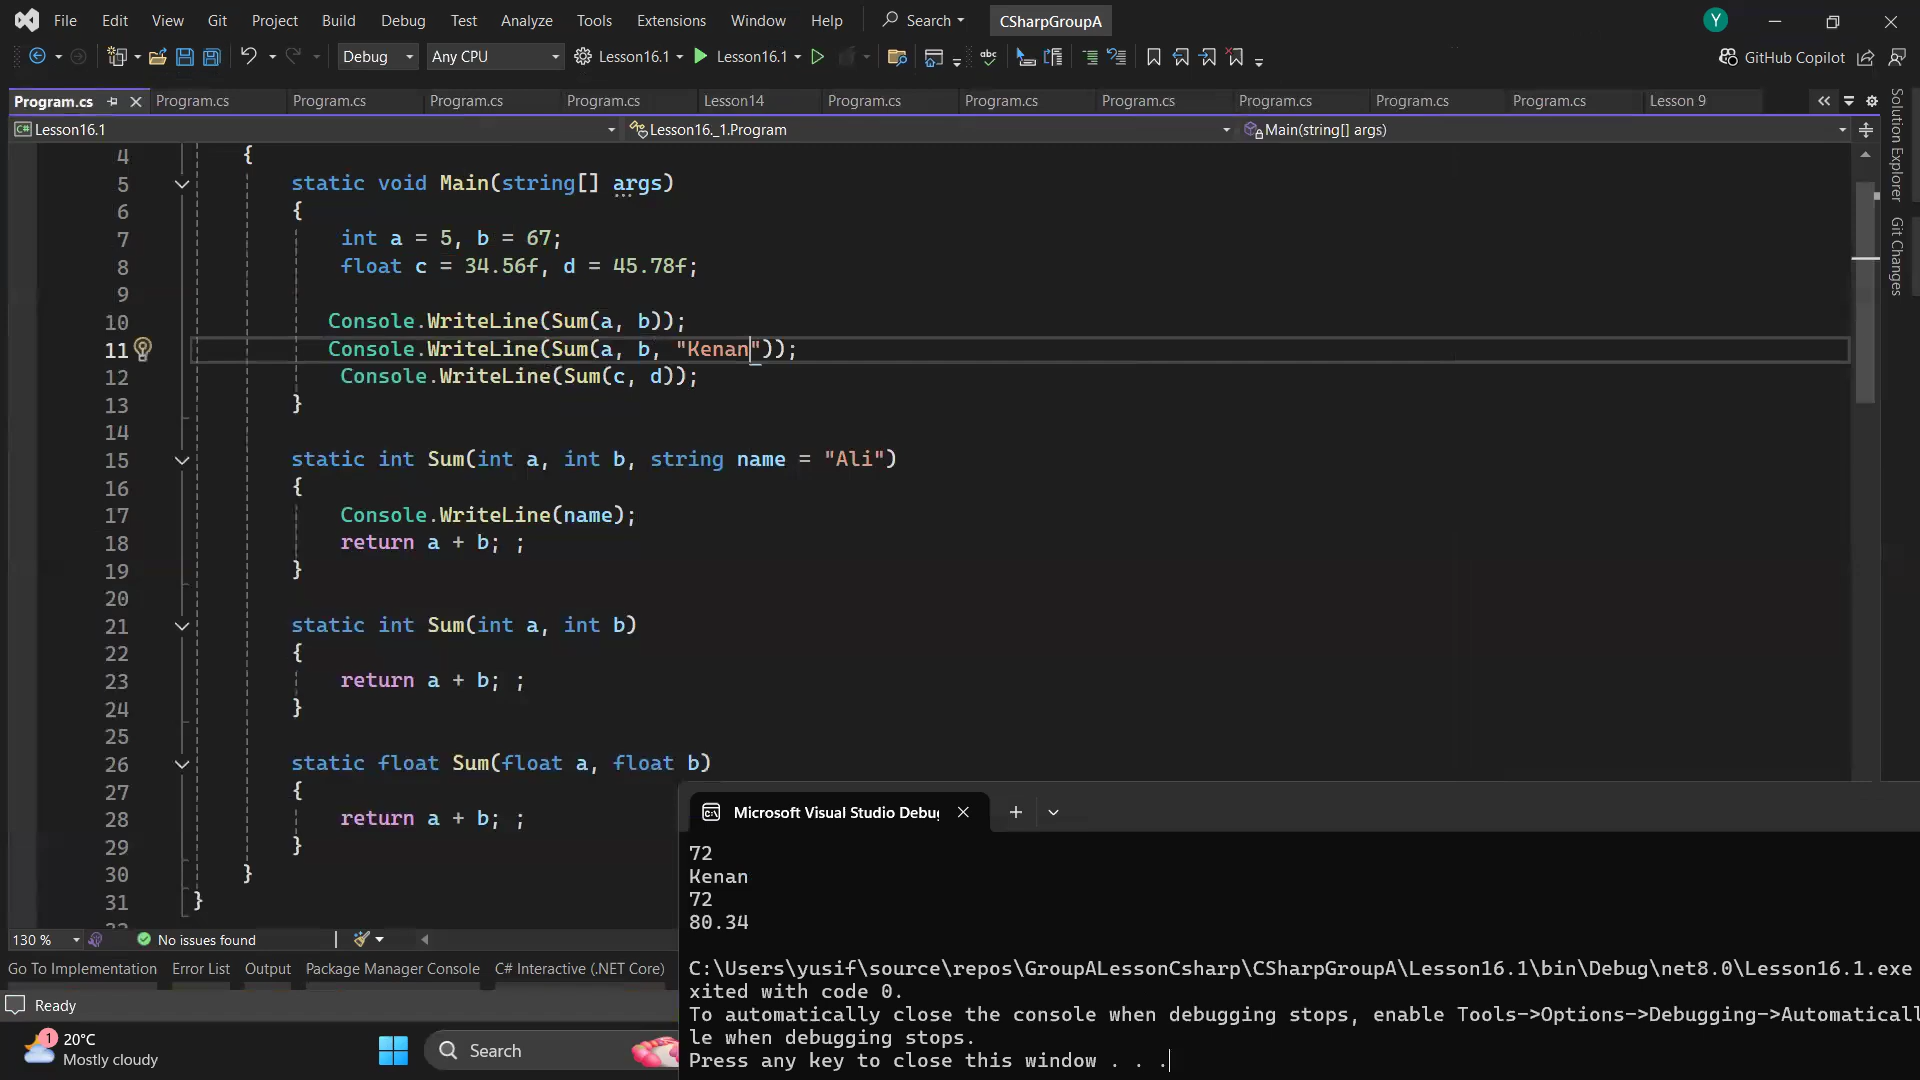 File Edit View Git Project Build Debug Test Analyze Tools Extensions Window Help Search CSharpGroupA Y
Debug Any CPU Lesson16.1 Lesson16.1 GitHub Copilot
Program.cs Program.cs Program.cs Program.cs Program.cs Lesson14 Program.cs Program.cs Program.cs Program.cs Program.cs Program.cs Lesson 9
Lesson16.1 Lesson16._1.Program Main(string[] args)
Solution Explorer
Git Changes
4 {
5 static void Main(string[] args)
6 {
7 int a = 5, b = 67;
8 float c = 34.56f, d = 45.78f;
9
10 Console.WriteLine(Sum(a, b));
11 Console.WriteLine(Sum(a, b, "Kenan"));
12 Console.WriteLine(Sum(c, d));
13 }
14
15 static int Sum(int a, int b, string name = "Ali")
16 {
17 Console.WriteLine(name);
18 return a + b; ;
19 }
20
21 static int Sum(int a, int b)
22 {
23 return a + b; ;
24 }
25
26 static float Sum(float a, float b)
27 {
28 return a + b; ;
29 }
30 }
31 }
130 % No issues found
Go To Implementation Error List Output Package Manager Console C# Interactive (.NET Core)
Ready
Microsoft Visual Studio Debug
72
Kenan
72
80.34
C:\Users\yusif\source\repos\GroupALessonCsharp\CSharpGroupA\Lesson16.1\bin\Debug\net8.0\Lesson16.1.exe
xited with code 0.
To automatically close the console when debugging stops, enable Tools->Options->Debugging->Automaticall
le when debugging stops.
Press any key to close this window . . .
1
20°C
Mostly cloudy
Search